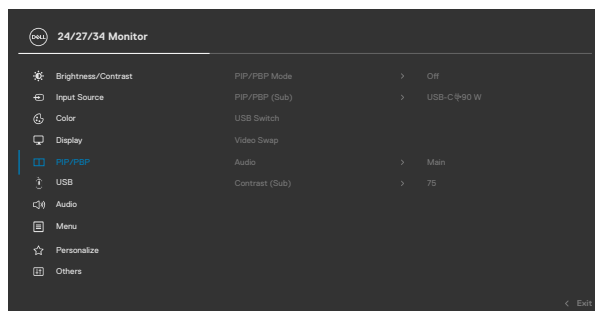 DELL 24/27/34 Monitor
Brightness/Contrast PIP/PBP Mode > Off
Input Source PIP/PBP (Sub) > USB-C 90 W
Color USB Switch
Display Video Swap
PIP/PBP Audio > Main
USB Contrast (Sub) > 75
Audio
Menu
Personalize
Others
< Exit